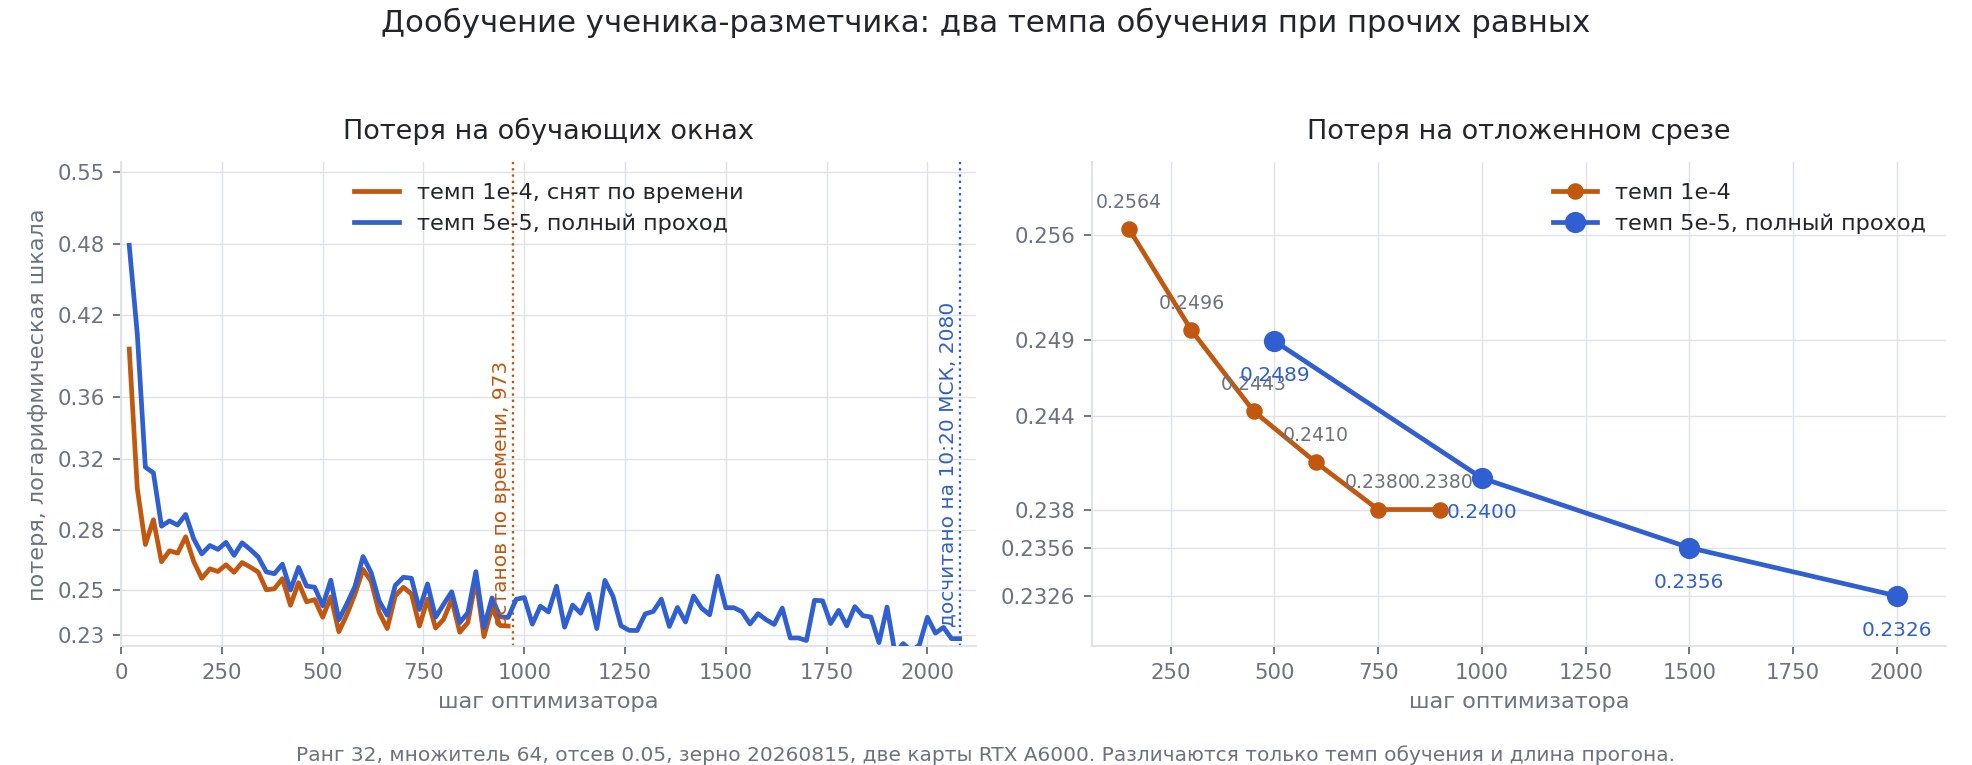 Дообучение ученика-разметчика: два темпа обучения при прочих равных
Потеря на обучающих окнах
потеря, логарифмическая шкала
0.55
0.48
0.42
0.36
0.32
0.28
0.25
0.23
темп 1e-4, снят по времени
темп 5e-5, полный проход
останов по времени, 973
досчитано на 10:20 МСК, 2080
0 250 500 750 1000 1250 1500 1750 2000
шаг оптимизатора
Потеря на отложенном срезе
0.256
0.249
0.244
0.238
0.2356
0.2326
темп 1e-4
темп 5e-5, полный проход
0.2564
0.2496
0.2443
0.2410
0.2380
0.2380
0.2489
0.2400
0.2356
0.2326
250 500 750 1000 1250 1500 1750 2000
шаг оптимизатора
Ранг 32, множитель 64, отсев 0.05, зерно 20260815, две карты RTX A6000. Различаются только темп обучения и длина прогона.